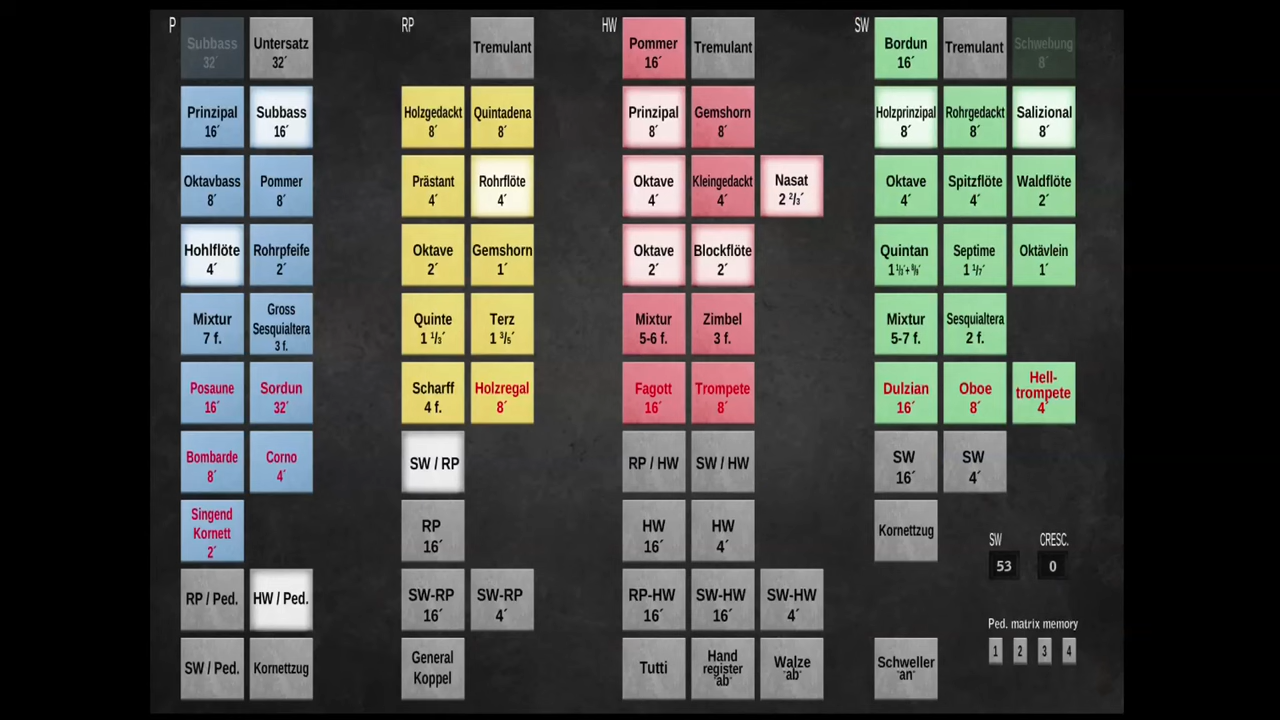 P
Subbass
32´
Untersatz
32´
Prinzipal
16´
Subbass
16´
Oktavbass
8´
Pommer
8´
Hohlflöte
4´
Rohrpfeife
2´
Mixtur
7 f.
Gross
Sesquialtera
3 f.
Posaune
16´
Sordun
32´
Bombarde
8´
Corno
4´
Singend
Kornett
2´
RP / Ped.
HW / Ped.
SW / Ped.
Kornettzug
RP
Tremulant
Holzgedackt
8´
Quintadena
8´
Prästant
4´
Rohrflöte
4´
Oktave
2´
Gemshorn
1´
Quinte
1 ¹/₃´
Terz
1 ³/₅´
Scharff
4 f.
Holzregal
8´
SW / RP
RP
16´
SW-RP
16´
SW-RP
4´
General
Koppel
HW
Pommer
16´
Tremulant
Prinzipal
8´
Gemshorn
8´
Oktave
4´
Kleingedackt
4´
Nasat
2 ²/₃´
Oktave
2´
Blockflöte
2´
Mixtur
5-6 f.
Zimbel
3 f.
Fagott
16´
Trompete
8´
RP / HW
SW / HW
HW
16´
HW
4´
RP-HW
16´
SW-HW
16´
SW-HW
4´
Tutti
Hand
register
"ab"
Walze
"ab"
SW
Bordun
16´
Tremulant
Schwebung
8´
Holzprinzipal
8´
Rohrgedackt
8´
Salizional
8´
Oktave
4´
Spitzflöte
4´
Waldflöte
2´
Quintan
Septime
1 ¹/₇´
Oktävlein
1´
Mixtur
5-7 f.
Sesquialtera
2 f.
Dulzian
16´
Oboe
8´
Hell-
trompete
4´
SW
16´
SW
4´
Kornettzug
Schweller
"an"
SW
CRESC.
53
0
Ped. matrix memory
1 2 3 4